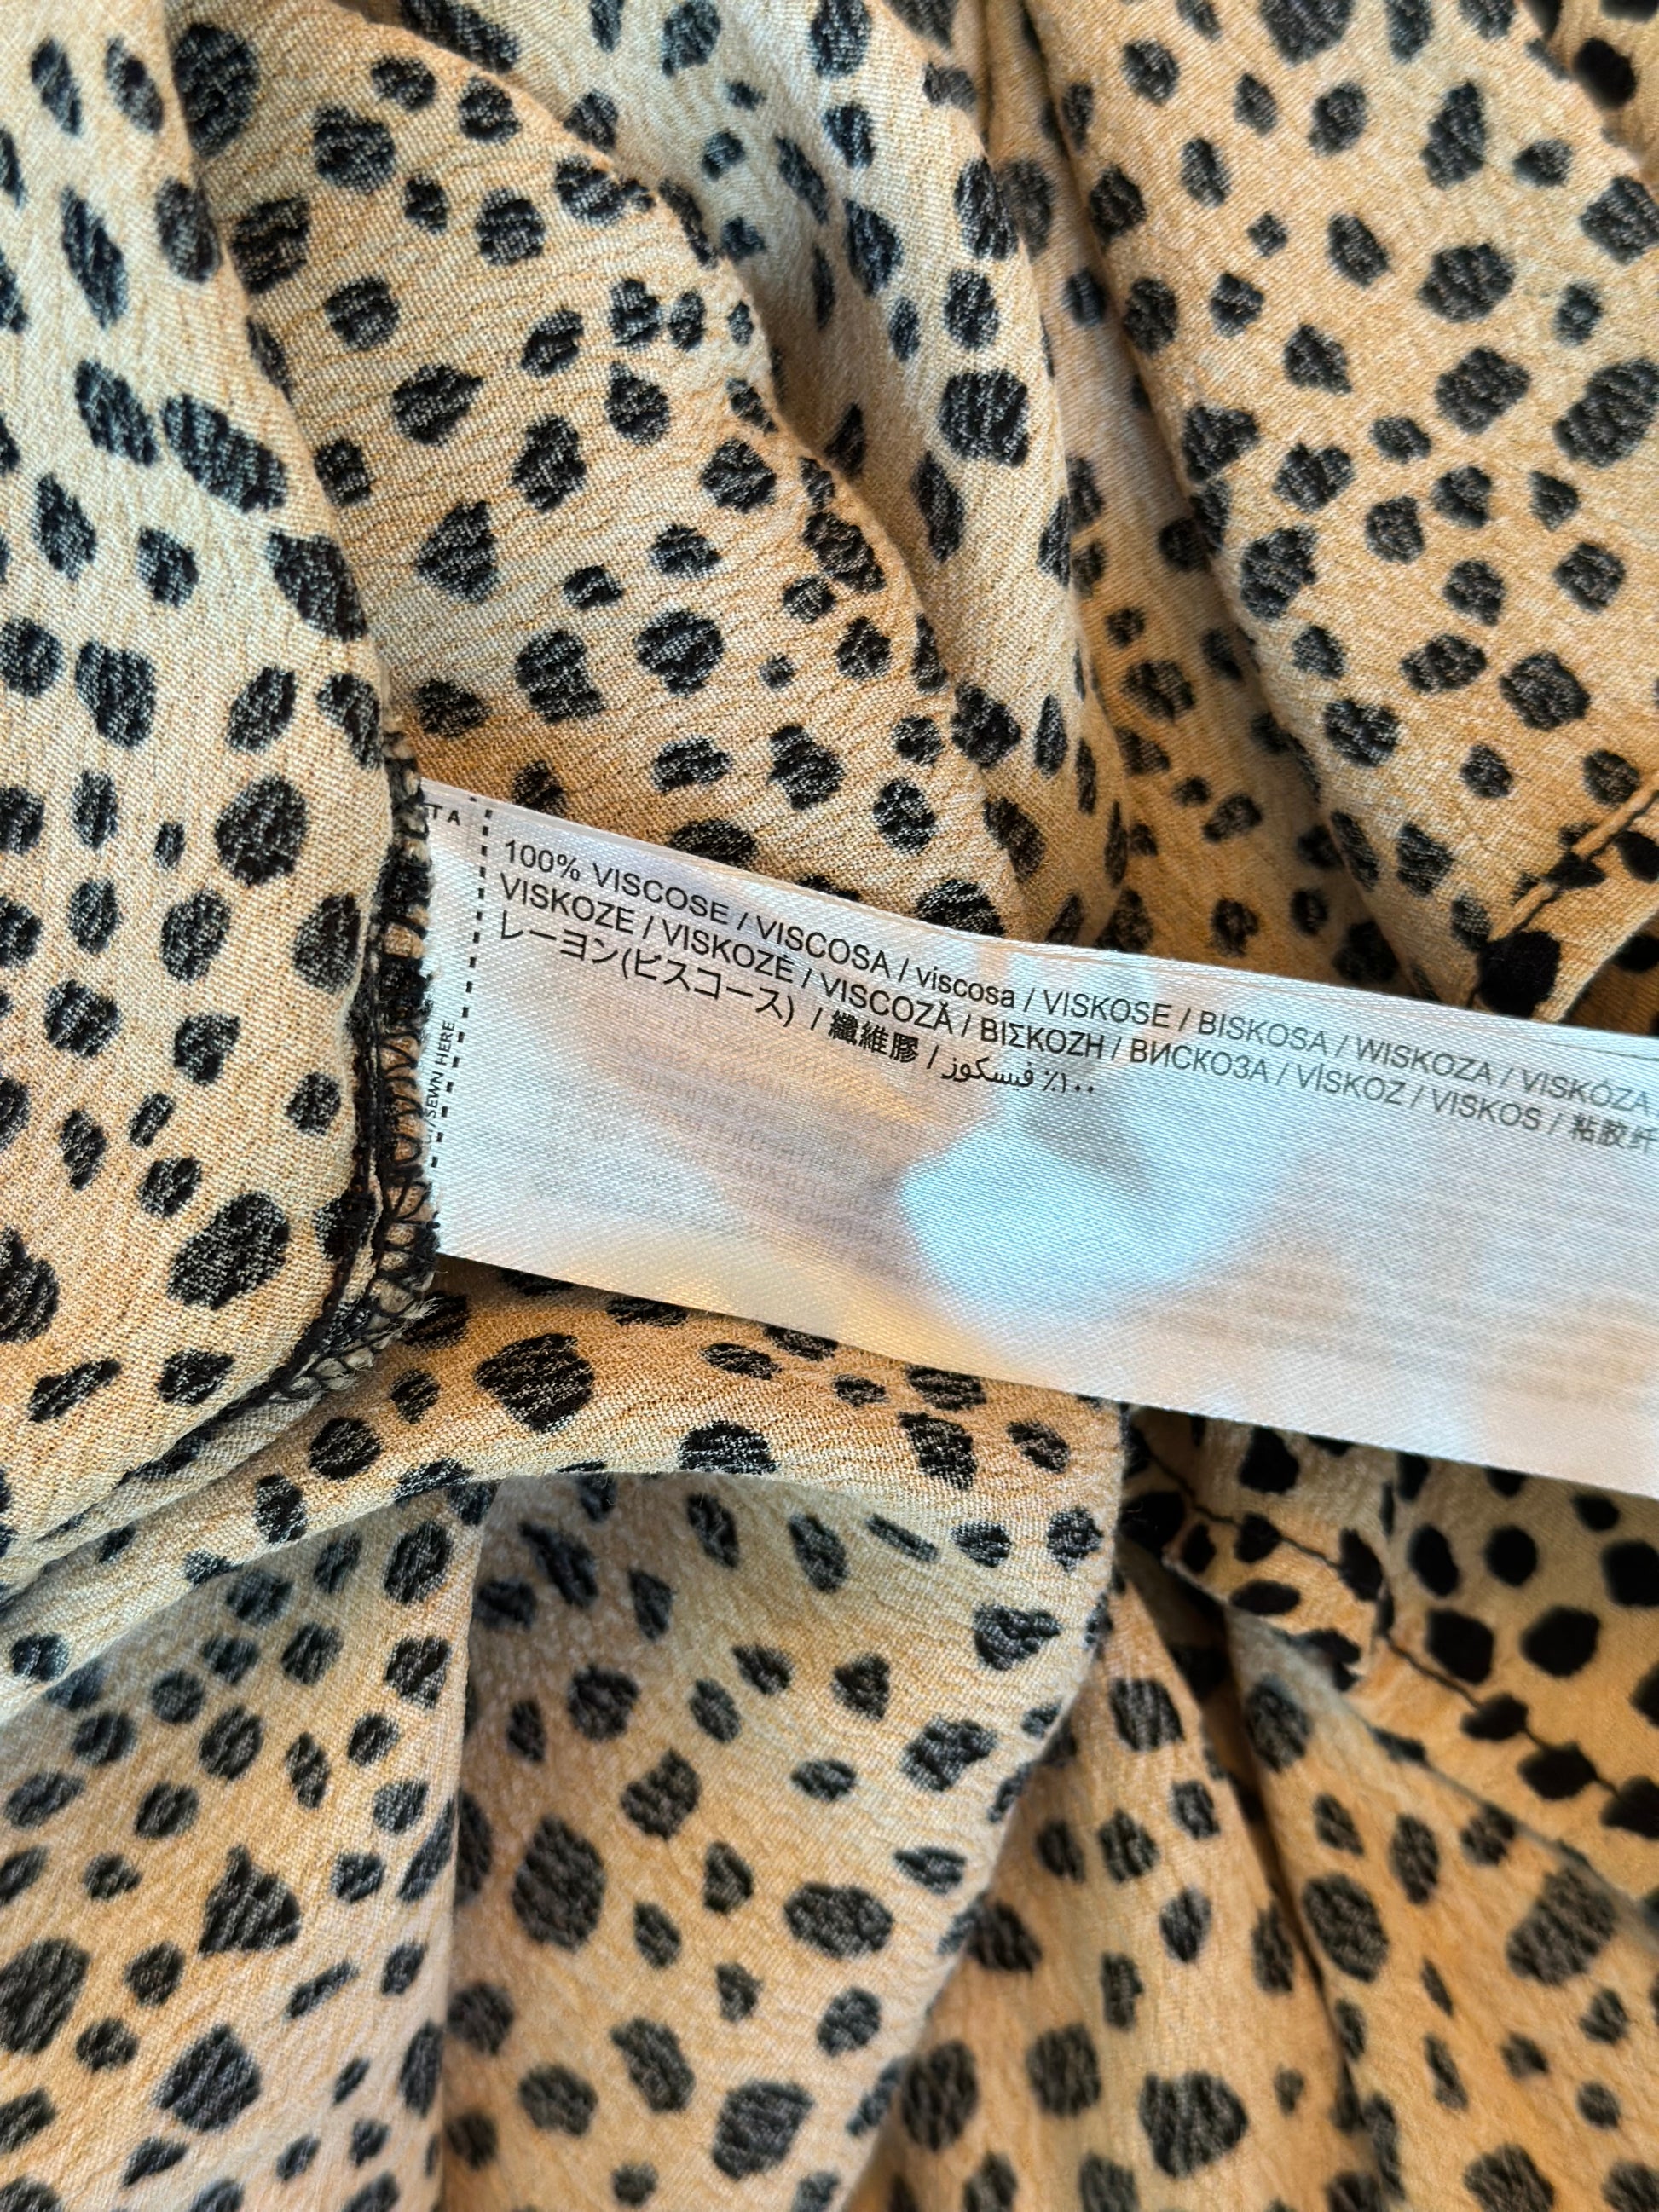 TA
SEWN HERE
100% VISCOSE / VISCOSA / viscosa / VISKOSE / BISKOSA / WISKOZA / VISKÓZA
VISKOZE / VISKOZĖ / VISCOZĂ / ΒΙΣΚΟΖΗ / ВИСКОЗА / VİSKOZ / VISKOS / 粘胶纤
レーヨン(ビスコース) / 纖維膠 / ١٠٠٪ فيسكوز